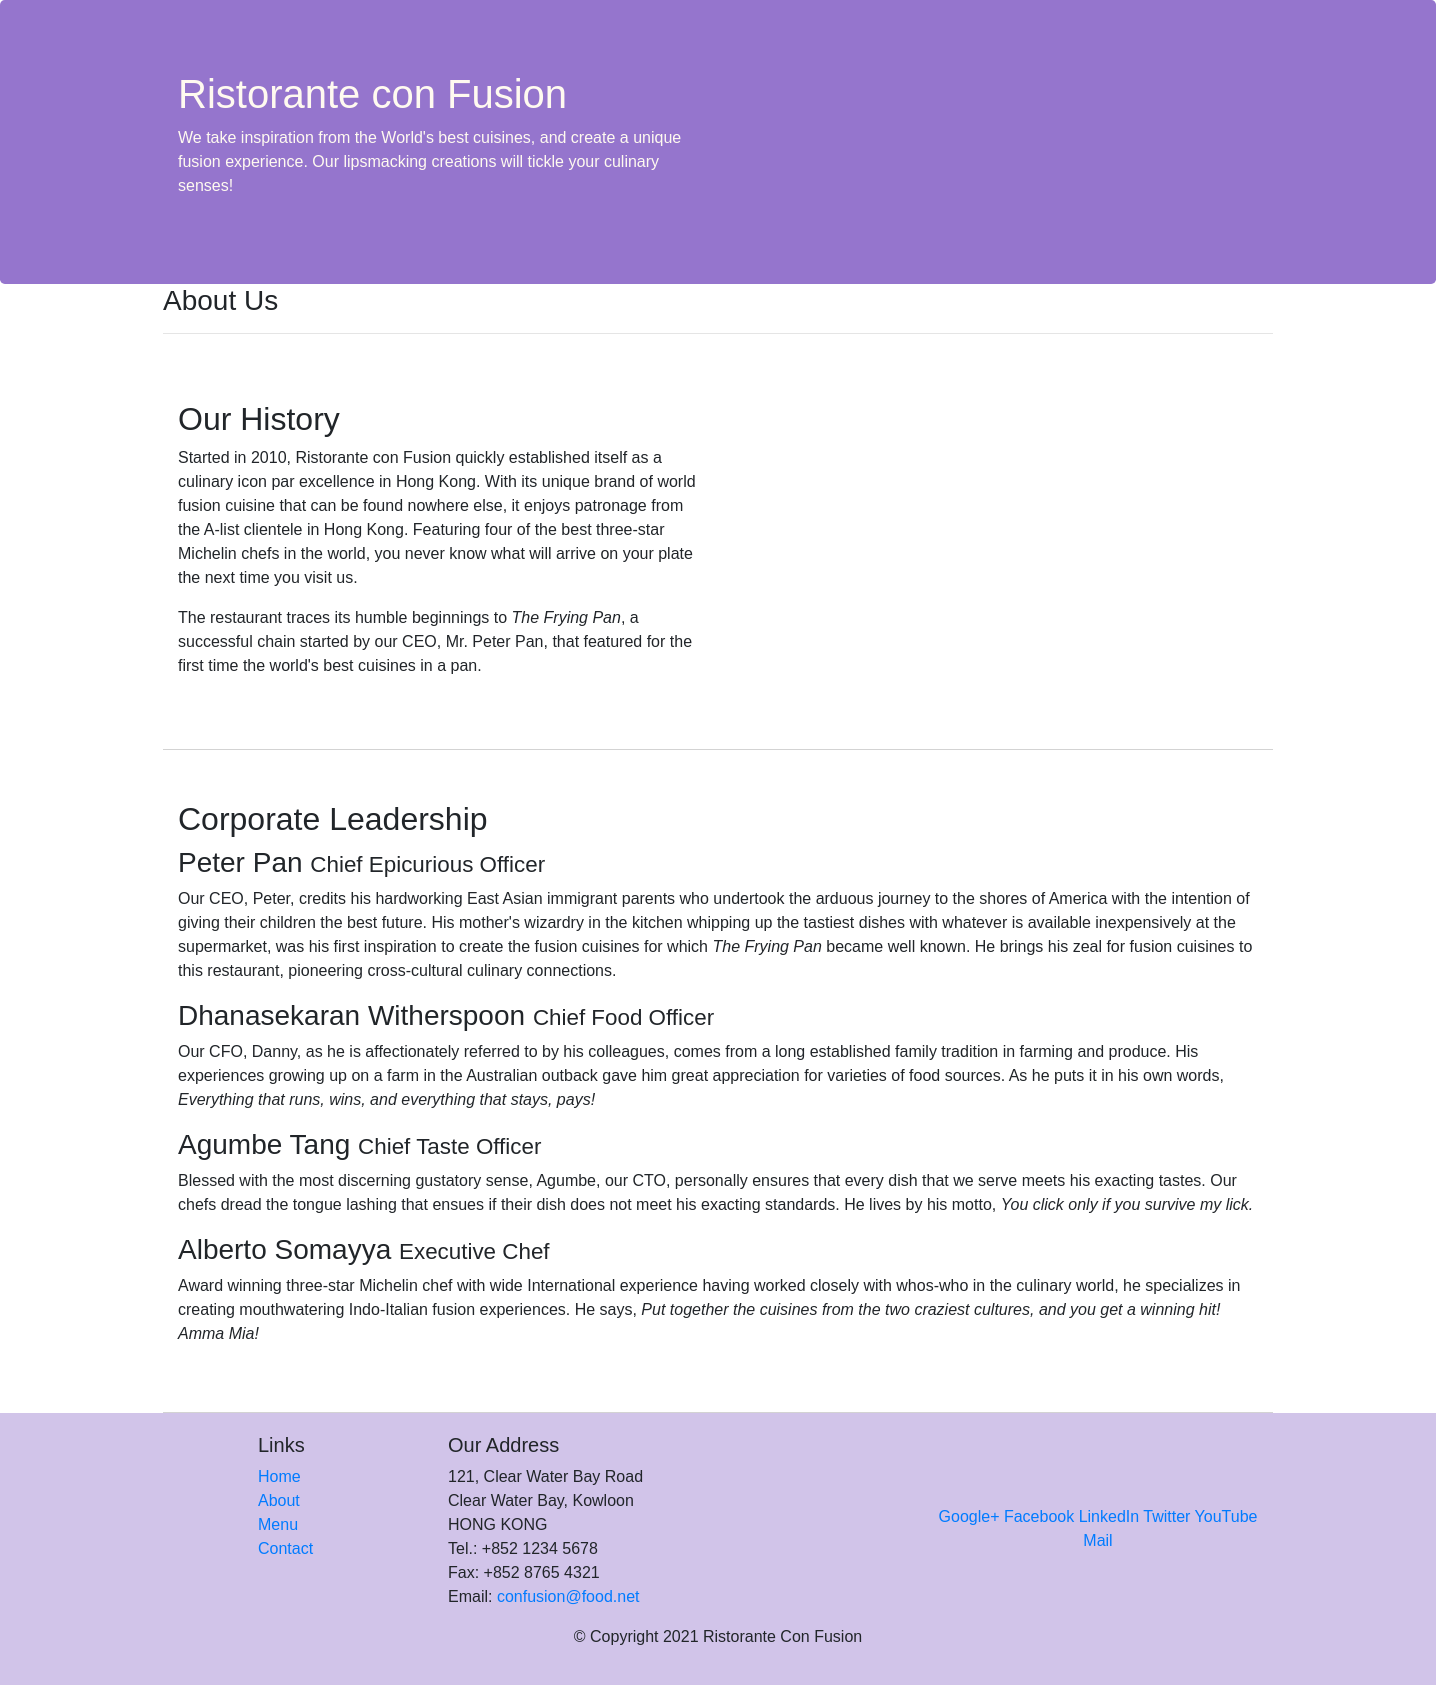 Ristorante con Fusion
We take inspiration from the World's best cuisines, and create a unique
fusion experience. Our lipsmacking creations will tickle your culinary
senses!
About Us
Our History
Started in 2010, Ristorante con Fusion quickly established itself as a
culinary icon par excellence in Hong Kong. With its unique brand of world
fusion cuisine that can be found nowhere else, it enjoys patronage from
the A-list clientele in Hong Kong. Featuring four of the best three-star
Michelin chefs in the world, you never know what will arrive on your plate
the next time you visit us.
The restaurant traces its humble beginnings to The Frying Pan, a
successful chain started by our CEO, Mr. Peter Pan, that featured for the
first time the world's best cuisines in a pan.
Corporate Leadership
Peter Pan Chief Epicurious Officer
Our CEO, Peter, credits his hardworking East Asian immigrant parents who undertook the arduous journey to the shores of America with the intention of
giving their children the best future. His mother's wizardry in the kitchen whipping up the tastiest dishes with whatever is available inexpensively at the
supermarket, was his first inspiration to create the fusion cuisines for which The Frying Pan became well known. He brings his zeal for fusion cuisines to
this restaurant, pioneering cross-cultural culinary connections.
Dhanasekaran Witherspoon Chief Food Officer
Our CFO, Danny, as he is affectionately referred to by his colleagues, comes from a long established family tradition in farming and produce. His
experiences growing up on a farm in the Australian outback gave him great appreciation for varieties of food sources. As he puts it in his own words,
Everything that runs, wins, and everything that stays, pays!
Agumbe Tang Chief Taste Officer
Blessed with the most discerning gustatory sense, Agumbe, our CTO, personally ensures that every dish that we serve meets his exacting tastes. Our
chefs dread the tongue lashing that ensues if their dish does not meet his exacting standards. He lives by his motto, You click only if you survive my lick.
Alberto Somayya Executive Chef
Award winning three-star Michelin chef with wide International experience having worked closely with whos-who in the culinary world, he specializes in
creating mouthwatering Indo-Italian fusion experiences. He says, Put together the cuisines from the two craziest cultures, and you get a winning hit!
Amma Mia!
Links
Home
About
Menu
Contact
Our Address
121, Clear Water Bay Road
Clear Water Bay, Kowloon
HONG KONG
Tel.: +852 1234 5678
Fax: +852 8765 4321
Email: confusion@food.net
Google+ Facebook LinkedIn Twitter YouTube
Mail
© Copyright 2021 Ristorante Con Fusion